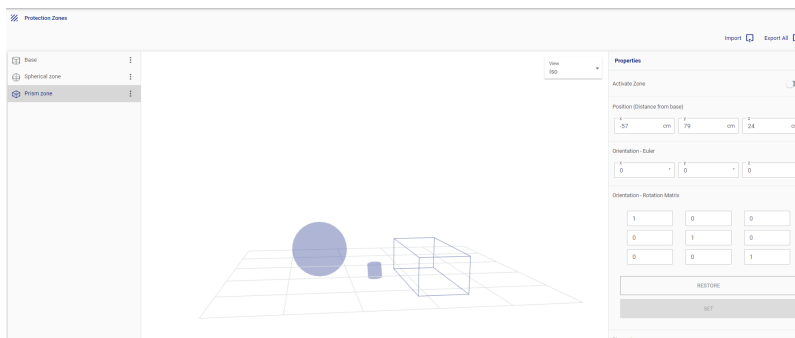 Protection Zones
Import Export All
Base
Spherical zone
Prism zone
View
Iso
Properties
Activate Zone
Position (Distance from base)
x y z
-57 cm 79 cm 24 cm
Orientation - Euler
x y z
0 ° 0 ° 0
Orientation - Rotation Matrix
1 0 0
0 1 0
0 0 1
RESTORE
SET